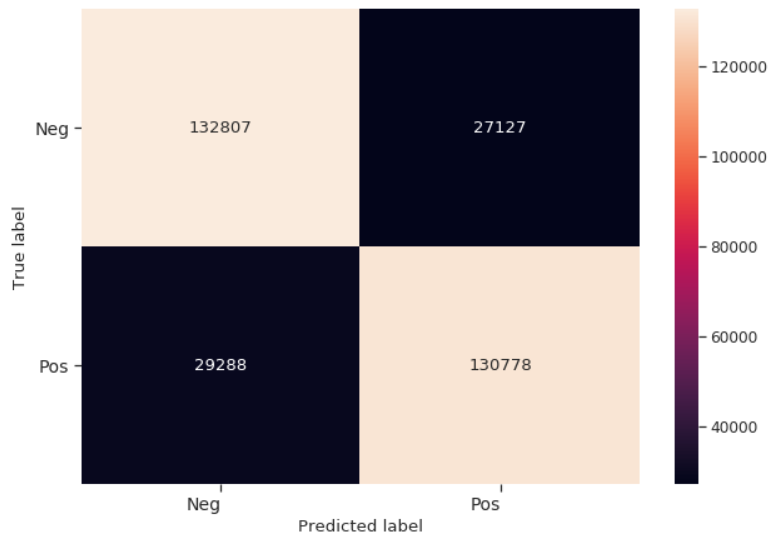 Neg
132807
27127
Pos
29288
130778
True label
Neg
Pos
Predicted label
120000
100000
80000
60000
40000